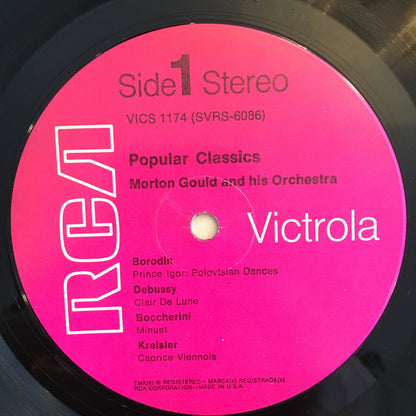 Side 1 Stereo
VICS 1174 (SVRS-6086)
Popular Classics
Morton Gould and his Orchestra
RCA
Victrola
Borodin
Prince Igor: Polovtsian Dances
Debussy
Clair De Lune
Boccherini
Minuet
Kreisler
Caprice Viennois
TMK(s) ® REGISTERED • MARCA(s) REGISTRADA(s)
RCA CORPORATION—MADE IN U.S.A.